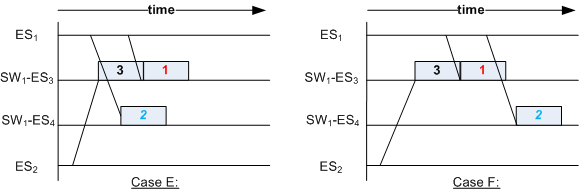 time
time
ES1
ES1
3 1
3 1
SW1-ES3
SW1-ES3
2
2
SW1-ES4
SW1-ES4
ES2
ES2
Case E:
Case F: